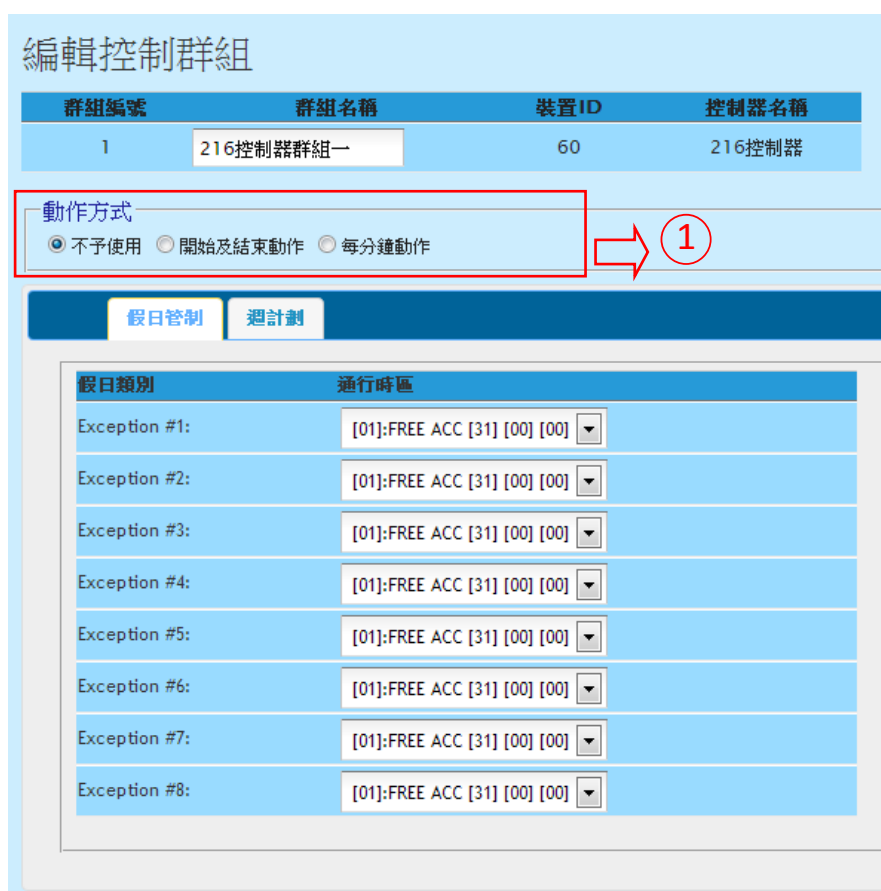 編輯控制群組
群組編號 群組名稱 裝置ID 控制器名稱
1 216控制器群組一 60 216控制器
動作方式
不予使用 開始及結束動作 每分鐘動作
1
假日管制 週計劃
假日類別 通行時區
Exception #1: [01]:FREE ACC [31] [00] [00]
Exception #2: [01]:FREE ACC [31] [00] [00]
Exception #3: [01]:FREE ACC [31] [00] [00]
Exception #4: [01]:FREE ACC [31] [00] [00]
Exception #5: [01]:FREE ACC [31] [00] [00]
Exception #6: [01]:FREE ACC [31] [00] [00]
Exception #7: [01]:FREE ACC [31] [00] [00]
Exception #8: [01]:FREE ACC [31] [00] [00]